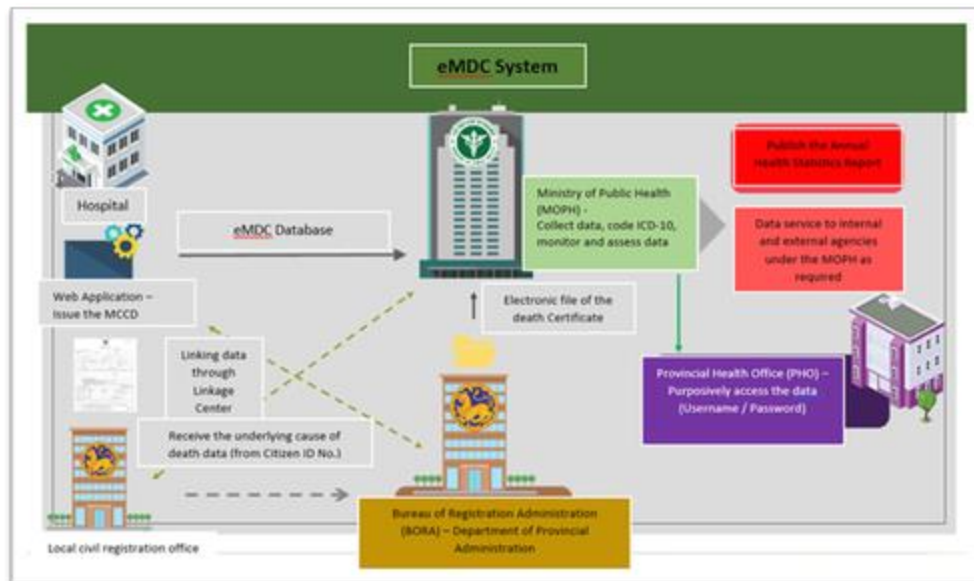 eMDC System
Hospital
eMDC Database
Ministry of Public Health
(MOPH) -
Collect data, code ICD-10,
monitor and assess data
Publish the Annual
Health Statistics Report
Data service to internal
and external agencies
under the MOPH as
required
Web Application –
Issue the MCCD
Electronic file of the
death Certificate
Linking data
through
Linkage
Center
Provincial Health Office (PHO) –
Purposively access the data
(Username / Password)
Receive the underlying cause of
death data (from Citizen ID No.)
Bureau of Registration Administration
(BORA) – Department of Provincial
Administration
Local civil registration office